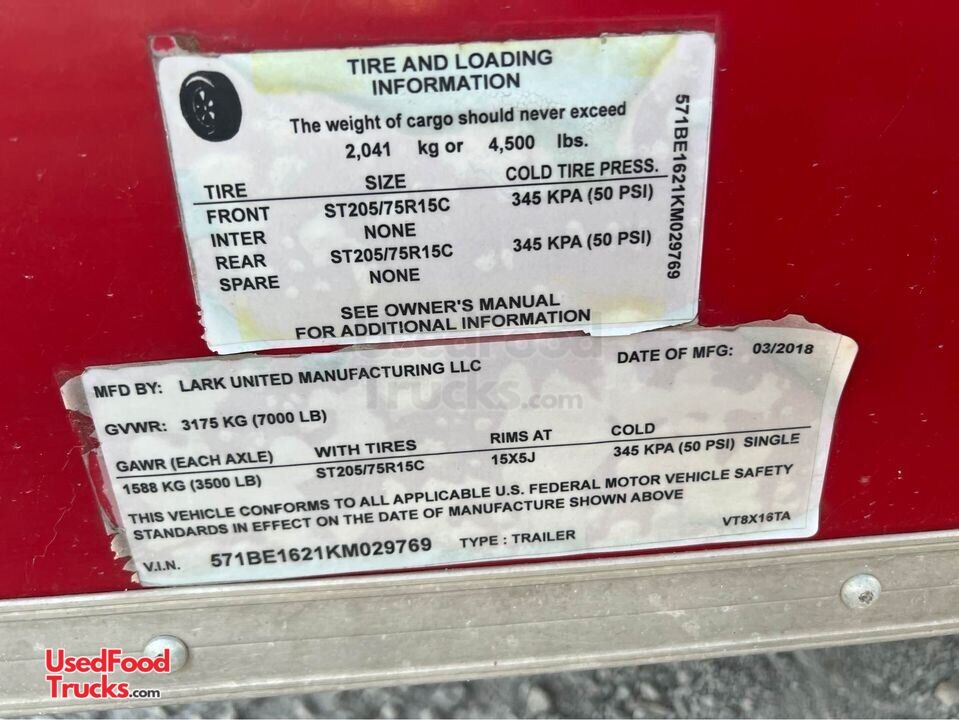 TIRE AND LOADING
INFORMATION
The weight of cargo should never exceed
2,041 kg or 4,500 lbs.
TIRE SIZE COLD TIRE PRESS.
FRONT ST205/75R15C 345 KPA (50 PSI)
INTER NONE
REAR ST205/75R15C 345 KPA (50 PSI)
SPARE NONE
SEE OWNER'S MANUAL
FOR ADDITIONAL INFORMATION
571BE1621KM029769
UsedFood
Trucks.com
MFD BY: LARK UNITED MANUFACTURING LLC DATE OF MFG: 03/2018
GVWR: 3175 KG (7000 LB)
GAWR (EACH AXLE) WITH TIRES RIMS AT COLD
1588 KG (3500 LB) ST205/75R15C 15X5J 345 KPA (50 PSI) SINGLE
THIS VEHICLE CONFORMS TO ALL APPLICABLE U.S. FEDERAL MOTOR VEHICLE SAFETY
STANDARDS IN EFFECT ON THE DATE OF MANUFACTURE SHOWN ABOVE
V.I.N. 571BE1621KM029769 TYPE : TRAILER VT8X16TA
UsedFood
Trucks.com